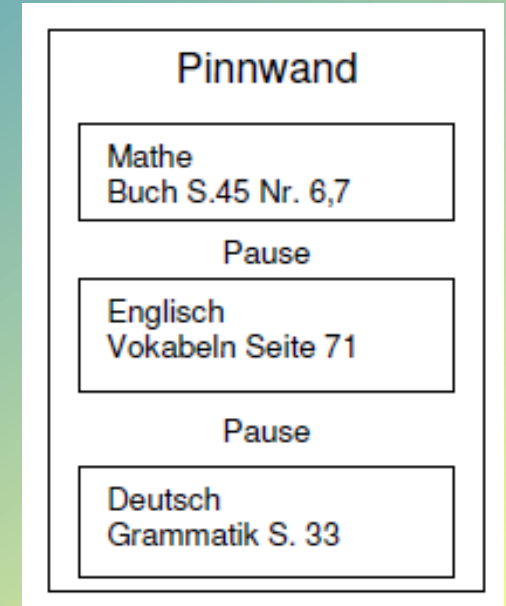 Pinnwand
Mathe
Buch S.45 Nr. 6,7
Pause
Englisch
Vokabeln Seite 71
Pause
Deutsch
Grammatik S. 33